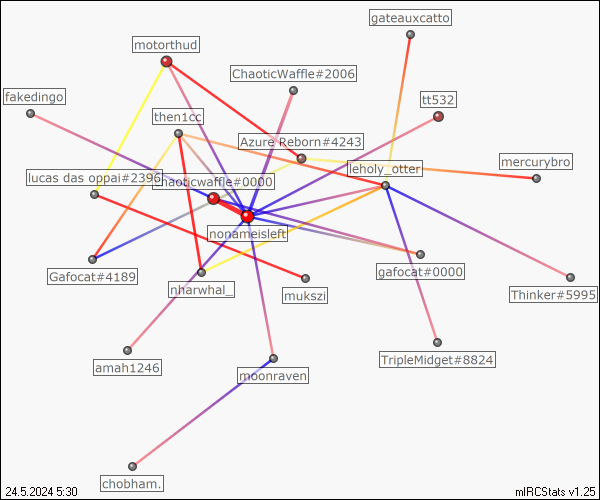 gateauxcatto
motorthud
ChaoticWaffle#2006
fakedingo
tt532
then1cc
Azure Reborn#4243
mercurybro
leholy_otter
lucas das oppai#2396
Chaoticwaffle#0000
nonameisleft
Gafocat#4189
gafocat#0000
nharwhal_
mukszi
Thinker#5995
amah1246
TripleMidget#8824
moonraven
chobham.
24.5.2024 5:30
mIRCStats v1.25